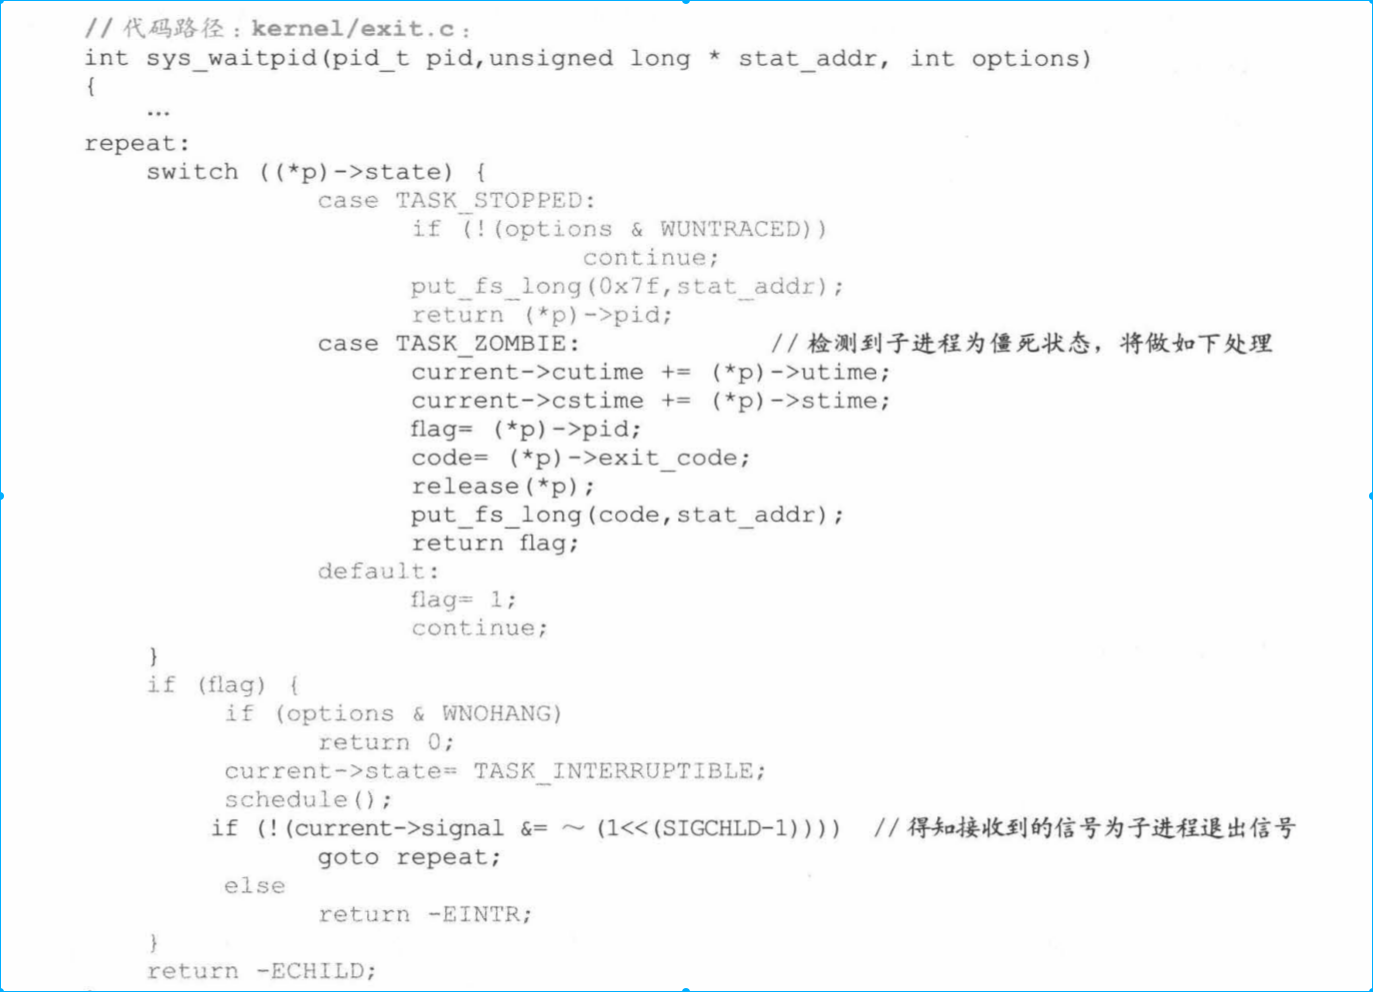 // 代码路径：kernel/exit.c：
int sys_waitpid(pid_t pid,unsigned long * stat_addr, int options)
{
…
repeat:
switch ((*p)->state) {
case TASK_STOPPED:
if (!(options & WUNTRACED))
continue;
put_fs_long(0x7f,stat_addr);
return (*p)->pid;
case TASK_ZOMBIE: // 检测到子进程为僵死状态，将做如下处理
current->cutime += (*p)->utime;
current->cstime += (*p)->stime;
flag= (*p)->pid;
code= (*p)->exit_code;
release(*p);
put_fs_long(code,stat_addr);
return flag;
default:
flag= 1;
continue;
}
if (flag) {
if (options & WNOHANG)
return 0;
current->state= TASK_INTERRUPTIBLE;
schedule();
if (!(current->signal &= ～ (1<<(SIGCHLD-1)))) // 得知接收到的信号为子进程退出信号
goto repeat;
else
return -EINTR;
}
return -ECHILD;